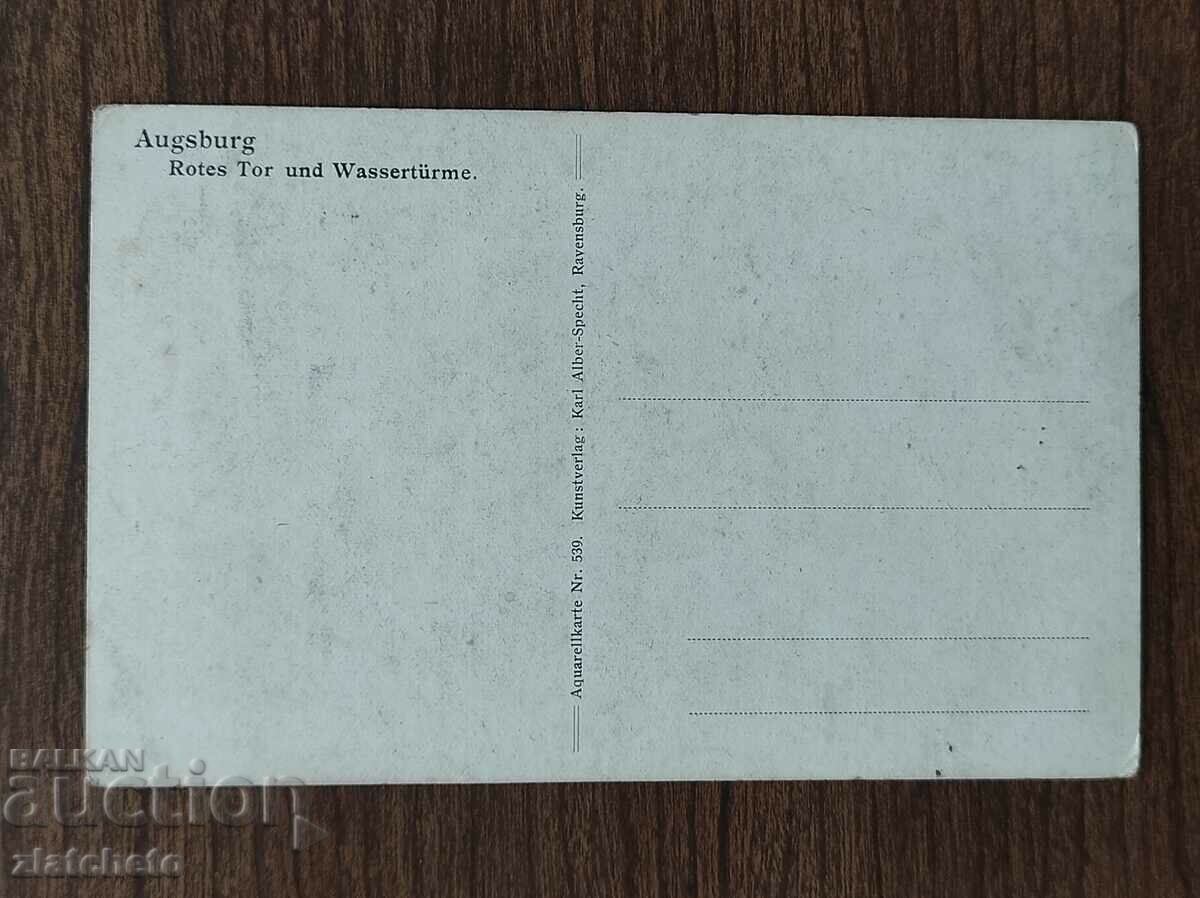 Augsburg
Rotes Tor und Wassertürme.
Aquarellkarte Nr. 539. Kunstverlag: Karl Alber-Specht, Ravensburg.
BALKAN
auction
zlatcheto